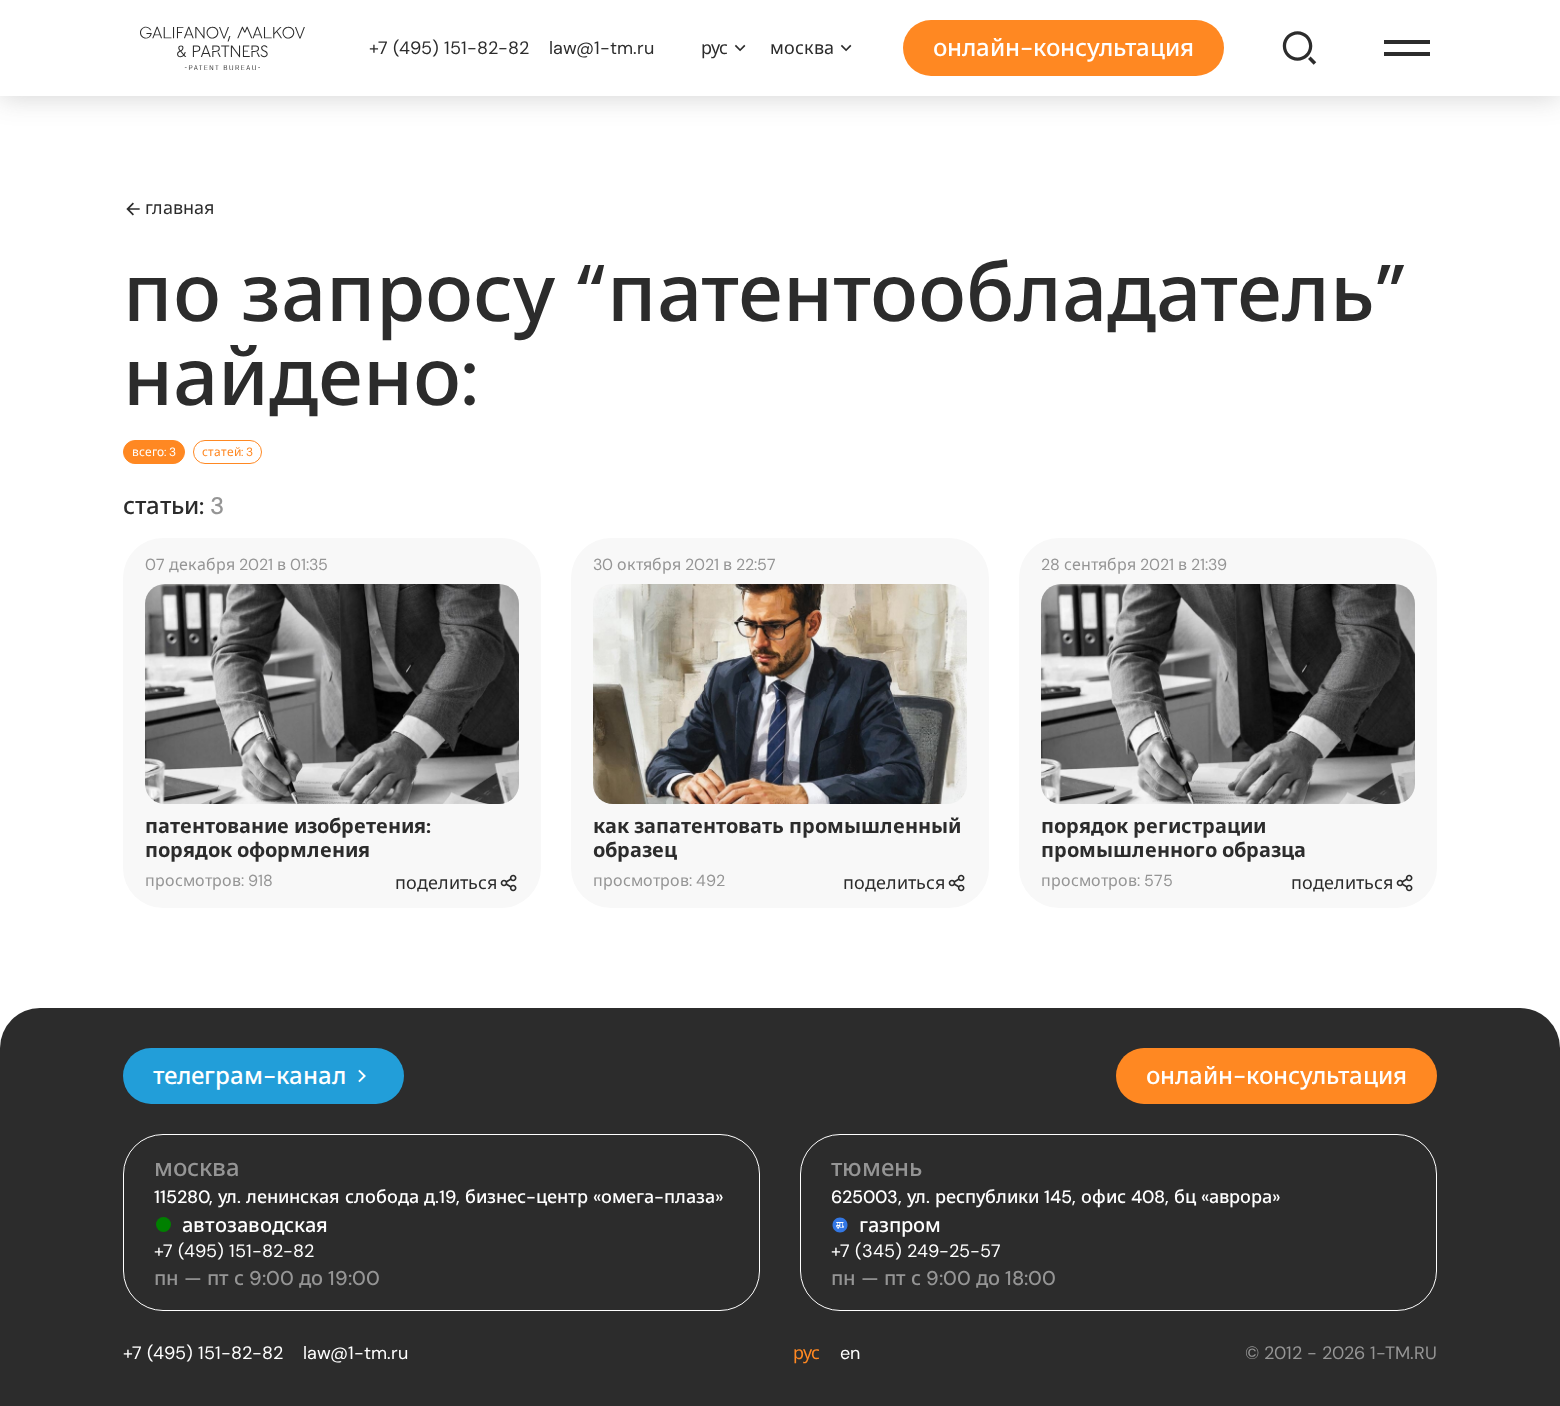 GALIFANOV, MALKOV
& PARTNERS
-PATENT BUREAU-
+7 (495) 151-82-82 law@1-tm.ru рус москва онлайн-консультация
главная
по запросу “патентообладатель”
найдено:
всего: 3 статей: 3
статьи: 3
07 декабря 2021 в 01:35
патентование изобретения:
порядок оформления
просмотров: 918 поделиться
30 октября 2021 в 22:57
как запатентовать промышленный
образец
просмотров: 492 поделиться
28 сентября 2021 в 21:39
порядок регистрации
промышленного образца
просмотров: 575 поделиться
телеграм-канал онлайн-консультация
москва
115280, ул. ленинская слобода д.19, бизнес-центр «омега-плаза»
автозаводская
+7 (495) 151-82-82
пн — пт с 9:00 до 19:00
тюмень
625003, ул. республики 145, офис 408, бц «аврора»
газпром
+7 (345) 249-25-57
пн — пт с 9:00 до 18:00
+7 (495) 151-82-82 law@1-tm.ru рус en © 2012 - 2026 1-TM.RU